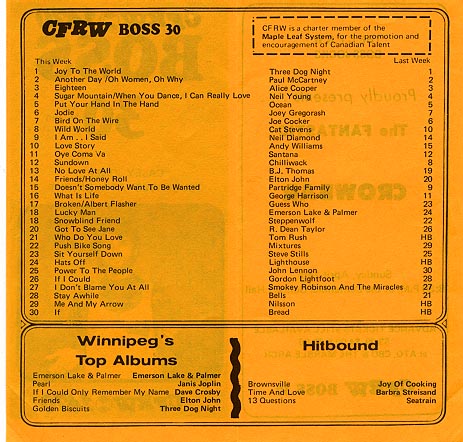 CFRW BOSS 30
CFRW is a charter member of the
Maple Leaf System, for the promotion and
encouragement of Canadian Talent
This Week Last Week
1 Joy To The World Three Dog Night 1
2 Another Day /Oh Women, Oh Why Paul McCartney 2
3 Eighteen Alice Cooper 3
4 Sugar Mountain/When You Dance, I Can Really Love Neil Young 4
5 Put Your Hand In The Hand Ocean 5
6 Jodie Joey Gregorash 7
7 Bird On The Wire Joe Cocker 6
8 Wild World Cat Stevens 10
9 I Am . . I Said Neil Diamond 14
10 Love Story Andy Williams 15
11 Oye Coma Va Santana 12
12 Sundown Chilliwack 8
13 No Love At All B.J. Thomas 19
14 Friends/Honey Roll Elton John 20
15 Doesn't Somebody Want To Be Wanted Partridge Family 9
16 What Is Life George Harrison 11
17 Broken/Albert Flasher Guess Who 23
18 Lucky Man Emerson Lake & Palmer 24
18 Snowblind Friend Steppenwolf 22
20 Got To See Jane R. Dean Taylor 26
21 Who Do You Love Tom Rush HB
22 Push Bike Song Mixtures 29
23 Sit Yourself Down Steve Stills 25
24 Hats Off Lighthouse HB
25 Power To The People John Lennon 30
26 If I Could Gordon Lightfoot 28
27 I Don't Blame You At All Smokey Robinson And The Miracles 27
28 Stay Awhile Bells 21
29 Me And My Arrow Nilsson HB
30 If Bread HB
Winnipeg's
Top Albums
Emerson Lake & Palmer Emerson Lake & Palmer
Pearl Janis Joplin
If I Could Only Remember My Name Dave Crosby
Friends Elton John
Golden Biscuits Three Dog Night
Hitbound
Brownsville Joy Of Cooking
Time And Love Barbra Streisand
13 Questions Seatrain